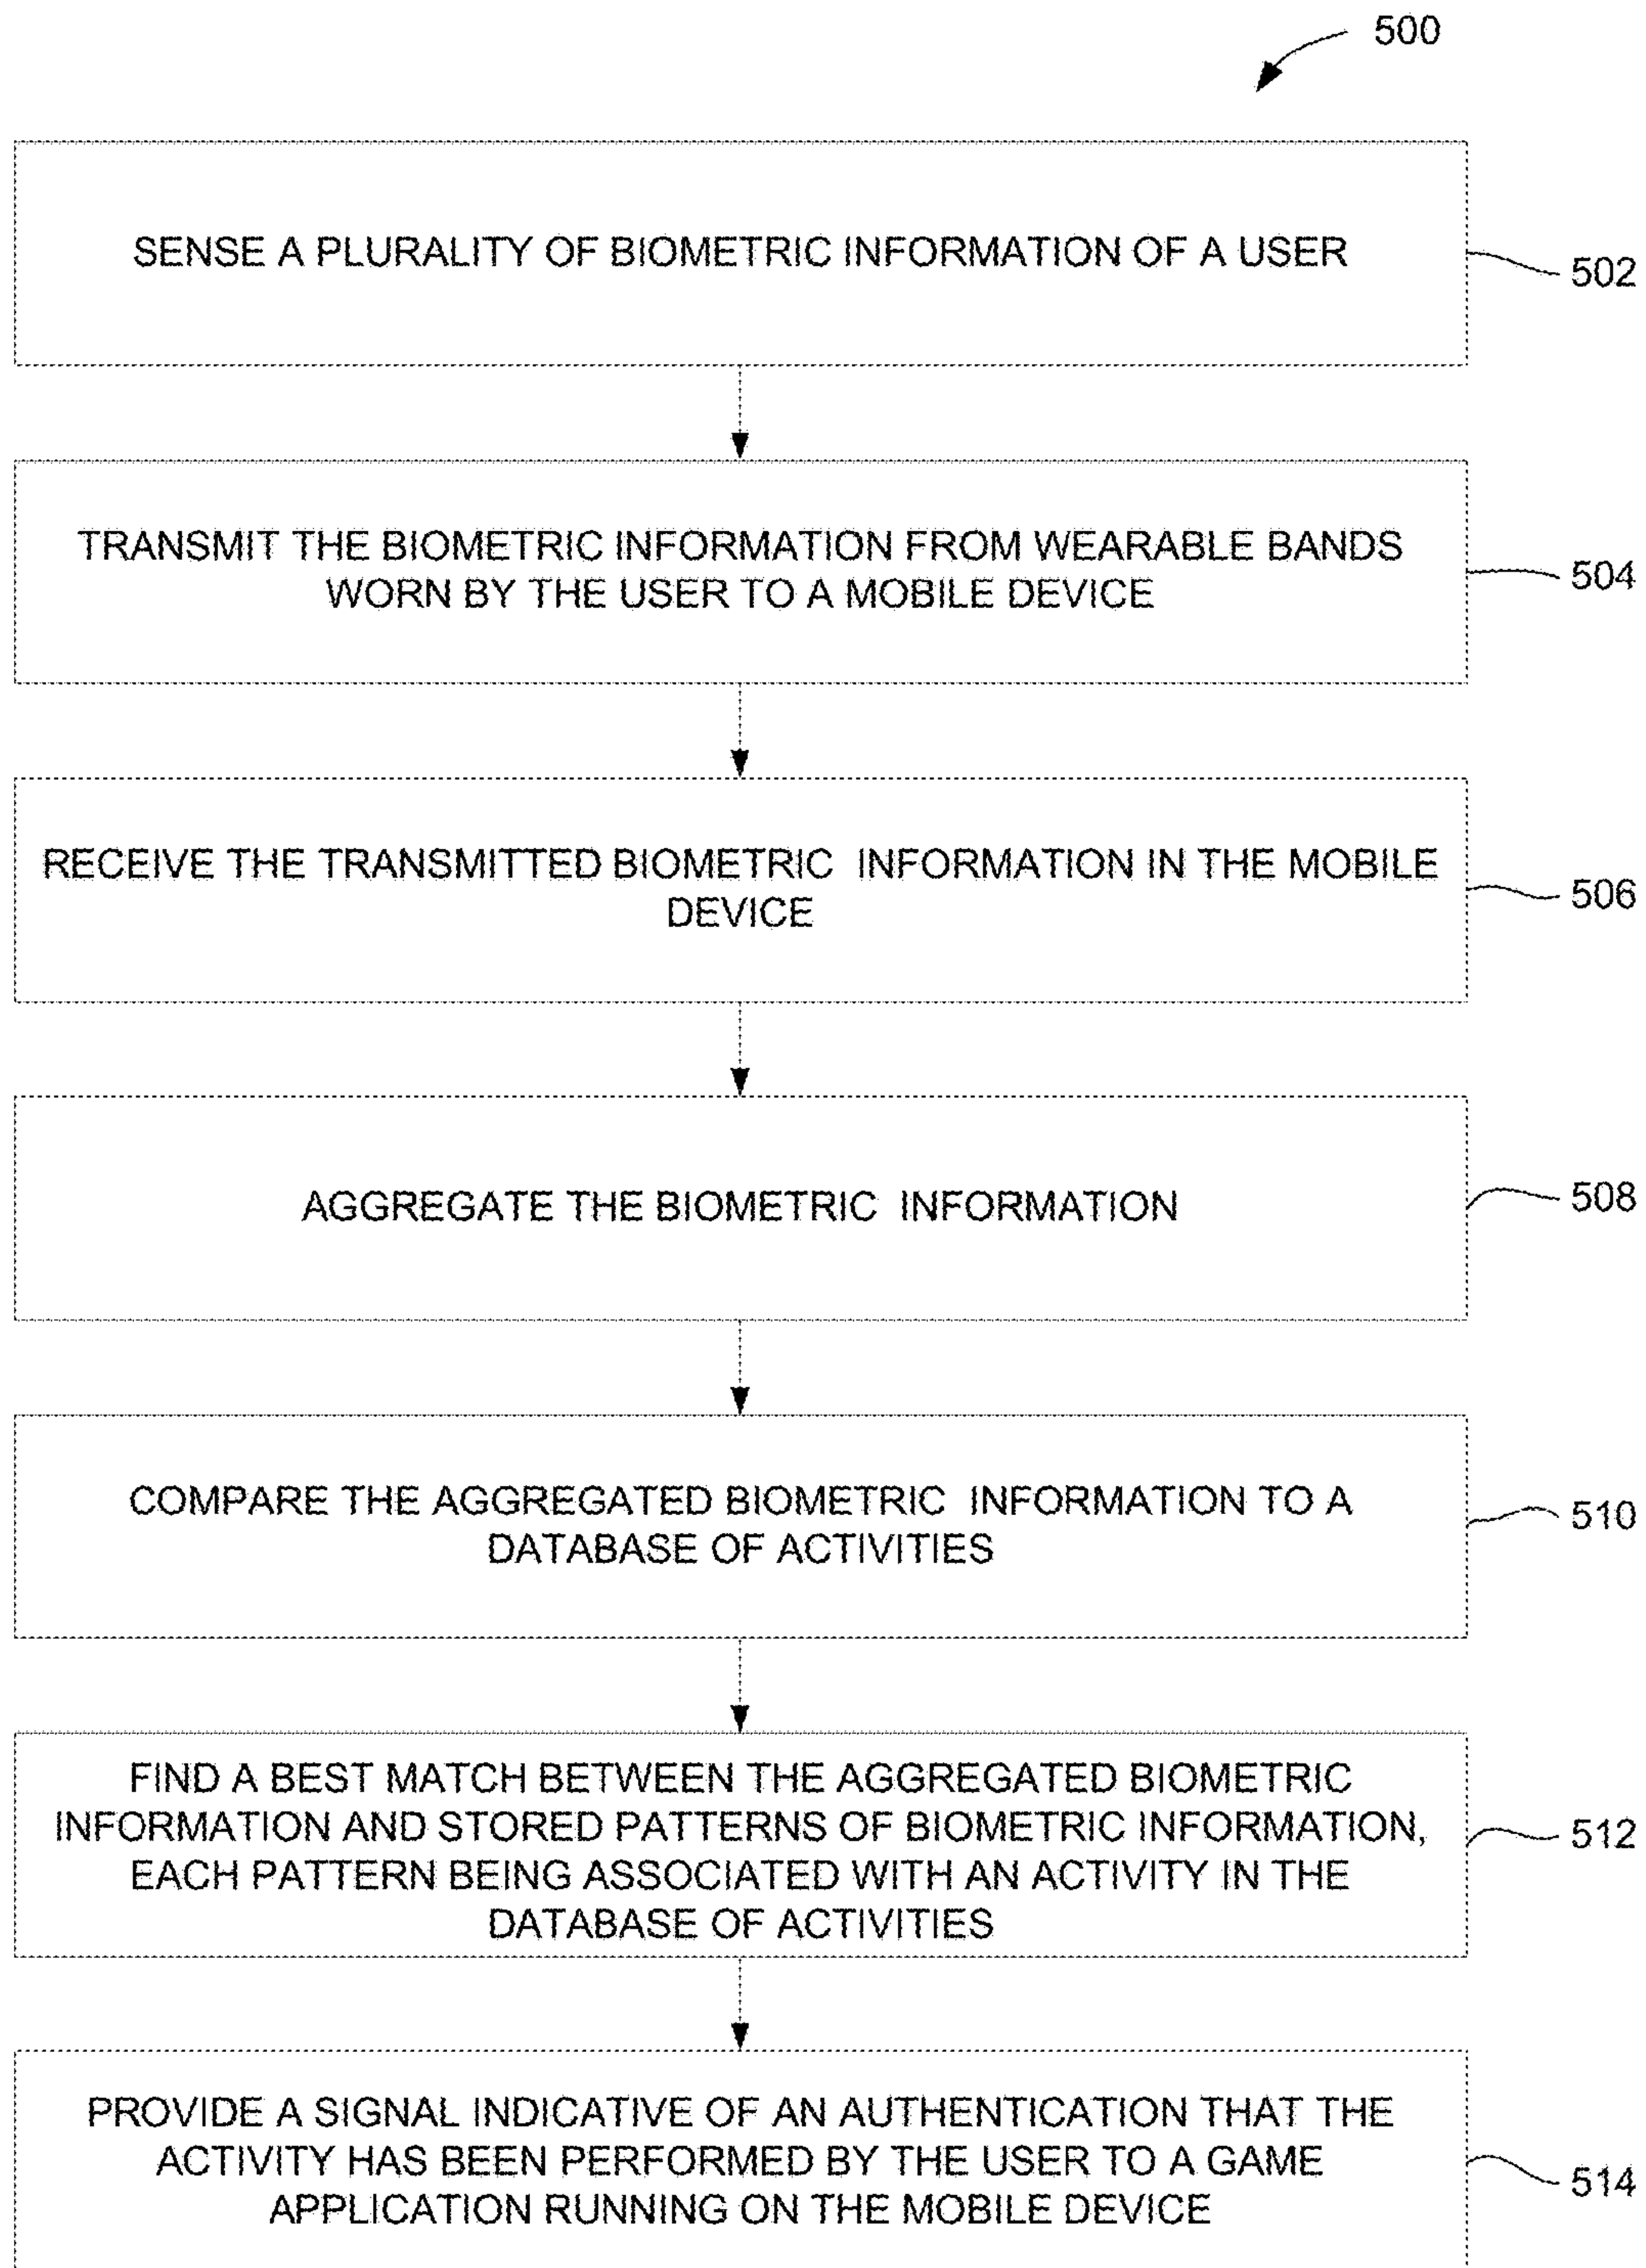 500
SENSE A PLURALITY OF BIOMETRIC INFORMATION OF A USER
502
TRANSMIT THE BIOMETRIC INFORMATION FROM WEARABLE BANDS
WORN BY THE USER TO A MOBILE DEVICE
504
RECEIVE THE TRANSMITTED BIOMETRIC INFORMATION IN THE MOBILE
DEVICE
506
AGGREGATE THE BIOMETRIC INFORMATION
508
COMPARE THE AGGREGATED BIOMETRIC INFORMATION TO A
DATABASE OF ACTIVITIES
510
FIND A BEST MATCH BETWEEN THE AGGREGATED BIOMETRIC
INFORMATION AND STORED PATTERNS OF BIOMETRIC INFORMATION,
EACH PATTERN BEING ASSOCIATED WITH AN ACTIVITY IN THE
DATABASE OF ACTIVITIES
512
PROVIDE A SIGNAL INDICATIVE OF AN AUTHENTICATION THAT THE
ACTIVITY HAS BEEN PERFORMED BY THE USER TO A GAME
APPLICATION RUNNING ON THE MOBILE DEVICE
514